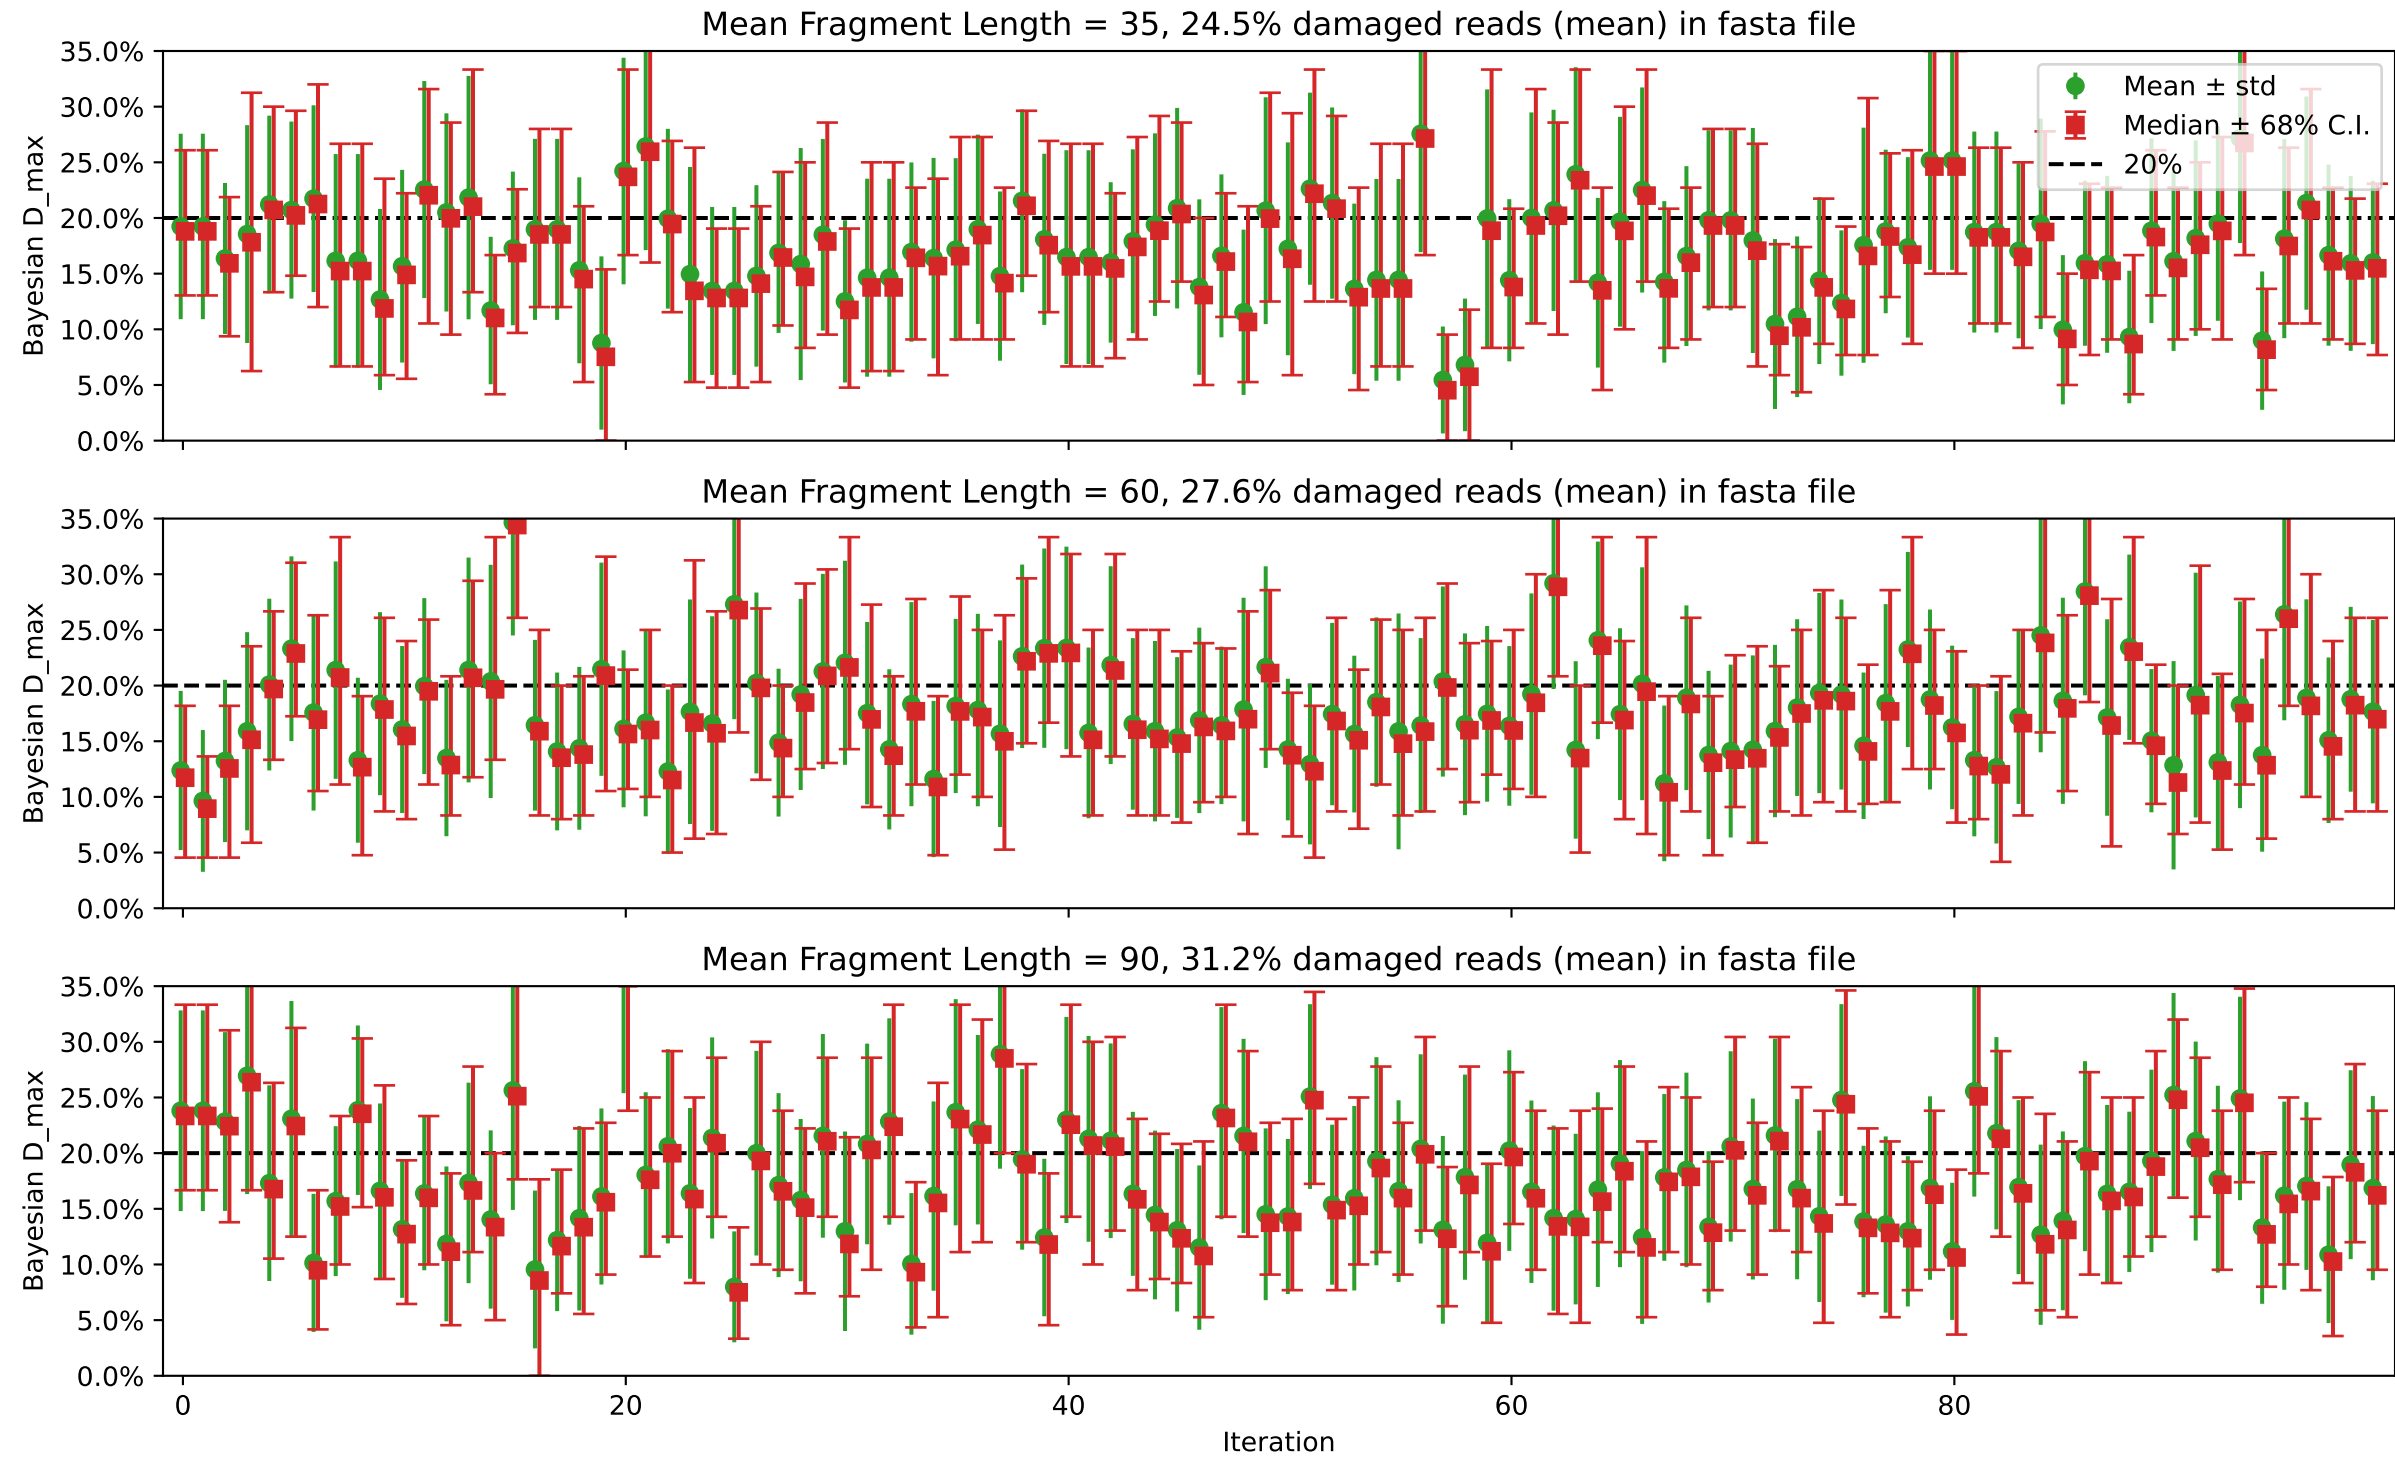 Mean Fragment Length = 35, 24.5% damaged reads (mean) in fasta file
35.0%
30.0%
25.0%
20.0%
15.0%
10.0%
5.0%
0.0%
Bayesian D_max
Mean ± std
Median ± 68% C.I.
20%
Mean Fragment Length = 60, 27.6% damaged reads (mean) in fasta file
35.0%
30.0%
25.0%
20.0%
15.0%
10.0%
5.0%
0.0%
Bayesian D_max
Mean Fragment Length = 90, 31.2% damaged reads (mean) in fasta file
35.0%
30.0%
25.0%
20.0%
15.0%
10.0%
5.0%
0.0%
Bayesian D_max
0 20 40 60 80
Iteration